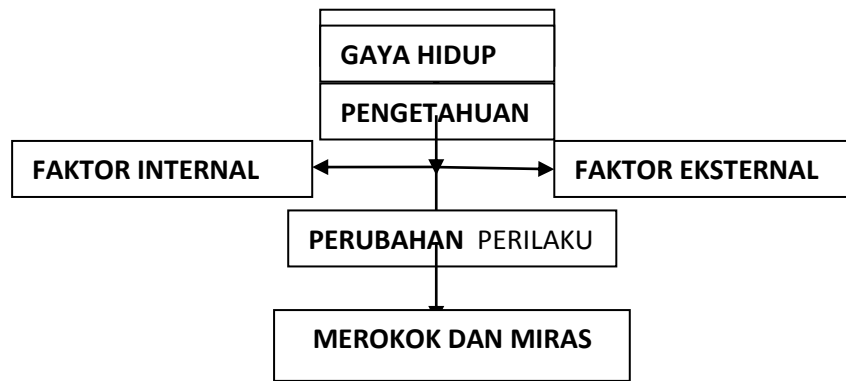 GAYA HIDUP
PENGETAHUAN
FAKTOR INTERNAL
FAKTOR EKSTERNAL
PERUBAHAN PERILAKU
MEROKOK DAN MIRAS